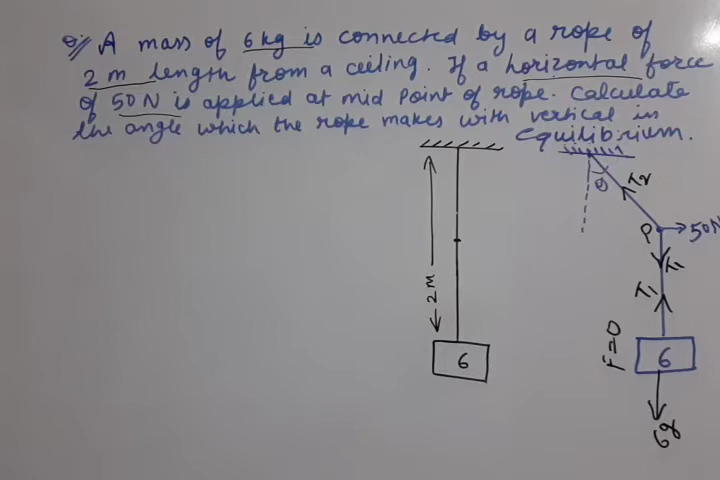 Q:// A mass of 6 kg is connected by a rope of
2 m length from a ceiling. If a horizontal force
of 50 N is applied at mid point of rope. Calculate
the angle which the rope makes with vertical in
equilibrium.
θ
T2
P
50N
T1
T1
2 M
F=0
6
6
6g